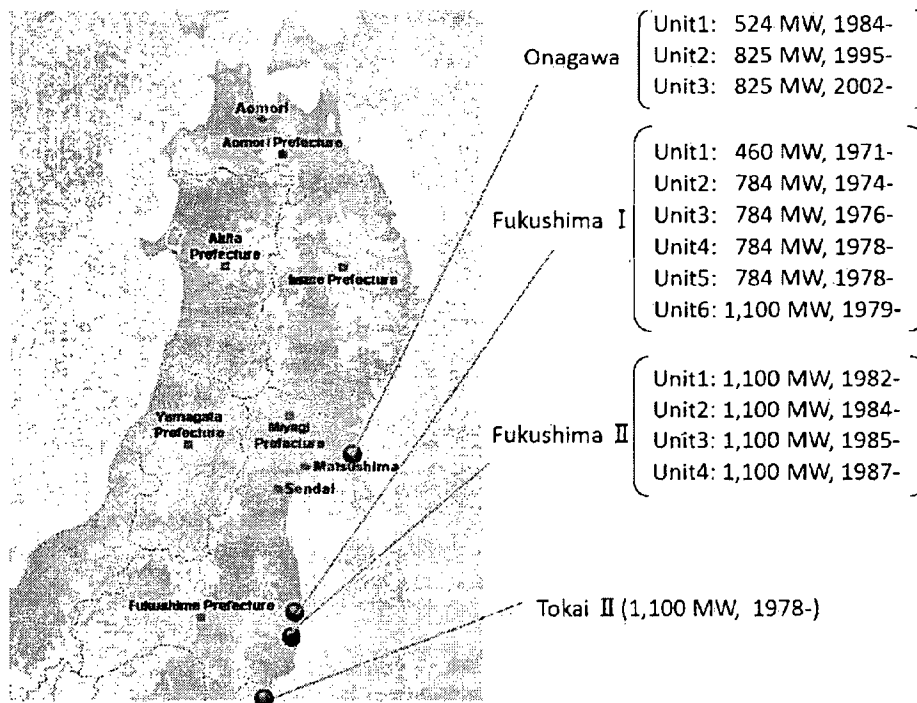 Onagawa
Unit1: 524 MW, 1984-
Unit2: 825 MW, 1995-
Unit3: 825 MW, 2002-
Fukushima Ⅰ
Unit1: 460 MW, 1971-
Unit2: 784 MW, 1974-
Unit3: 784 MW, 1976-
Unit4: 784 MW, 1978-
Unit5: 784 MW, 1978-
Unit6: 1,100 MW, 1979-
Fukushima Ⅱ
Unit1: 1,100 MW, 1982-
Unit2: 1,100 MW, 1984-
Unit3: 1,100 MW, 1985-
Unit4: 1,100 MW, 1987-
Tokai Ⅱ (1,100 MW, 1978-)
Aomori
Aomori Prefecture
Akita
Prefecture
Prefecture
Yamagata
Prefecture
Miyagi
Prefecture
Matsushima
Sendai
Fukushima Prefecture